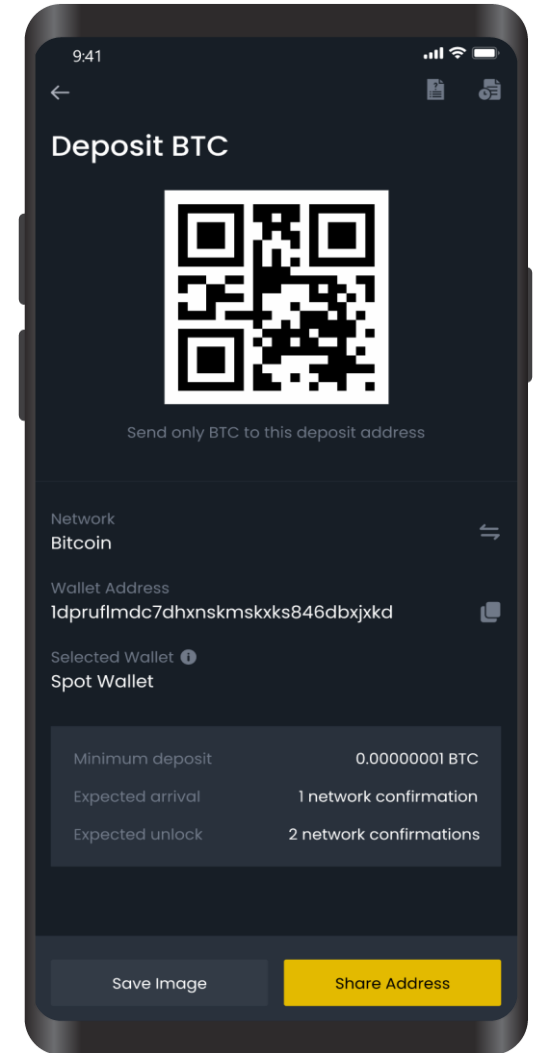 9:41
Deposit BTC
Send only BTC to this deposit address
Network
Bitcoin
Wallet Address
1dpruflmdc7dhxnskmskxks846dbxjxkd
Selected Wallet
Spot Wallet
Minimum deposit 0.00000001 BTC
Expected arrival 1 network confirmation
Expected unlock 2 network confirmations
Save Image Share Address